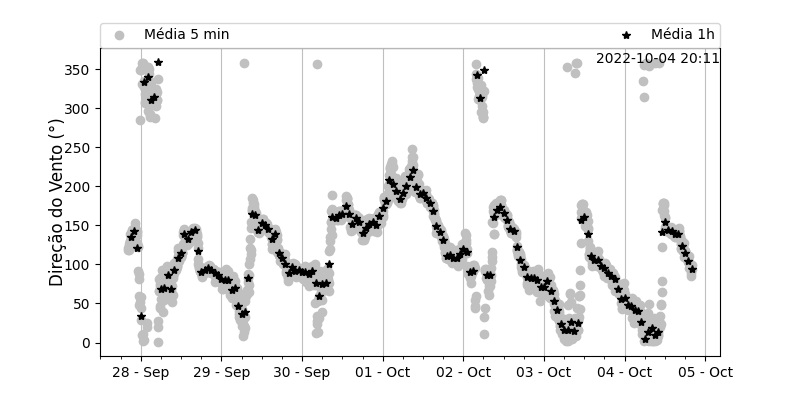 Média 5 min
Média 1h
2022-10-04 20:11
Direção do Vento (°)
350
300
250
200
150
100
50
0
28 - Sep
29 - Sep
30 - Sep
01 - Oct
02 - Oct
03 - Oct
04 - Oct
05 - Oct